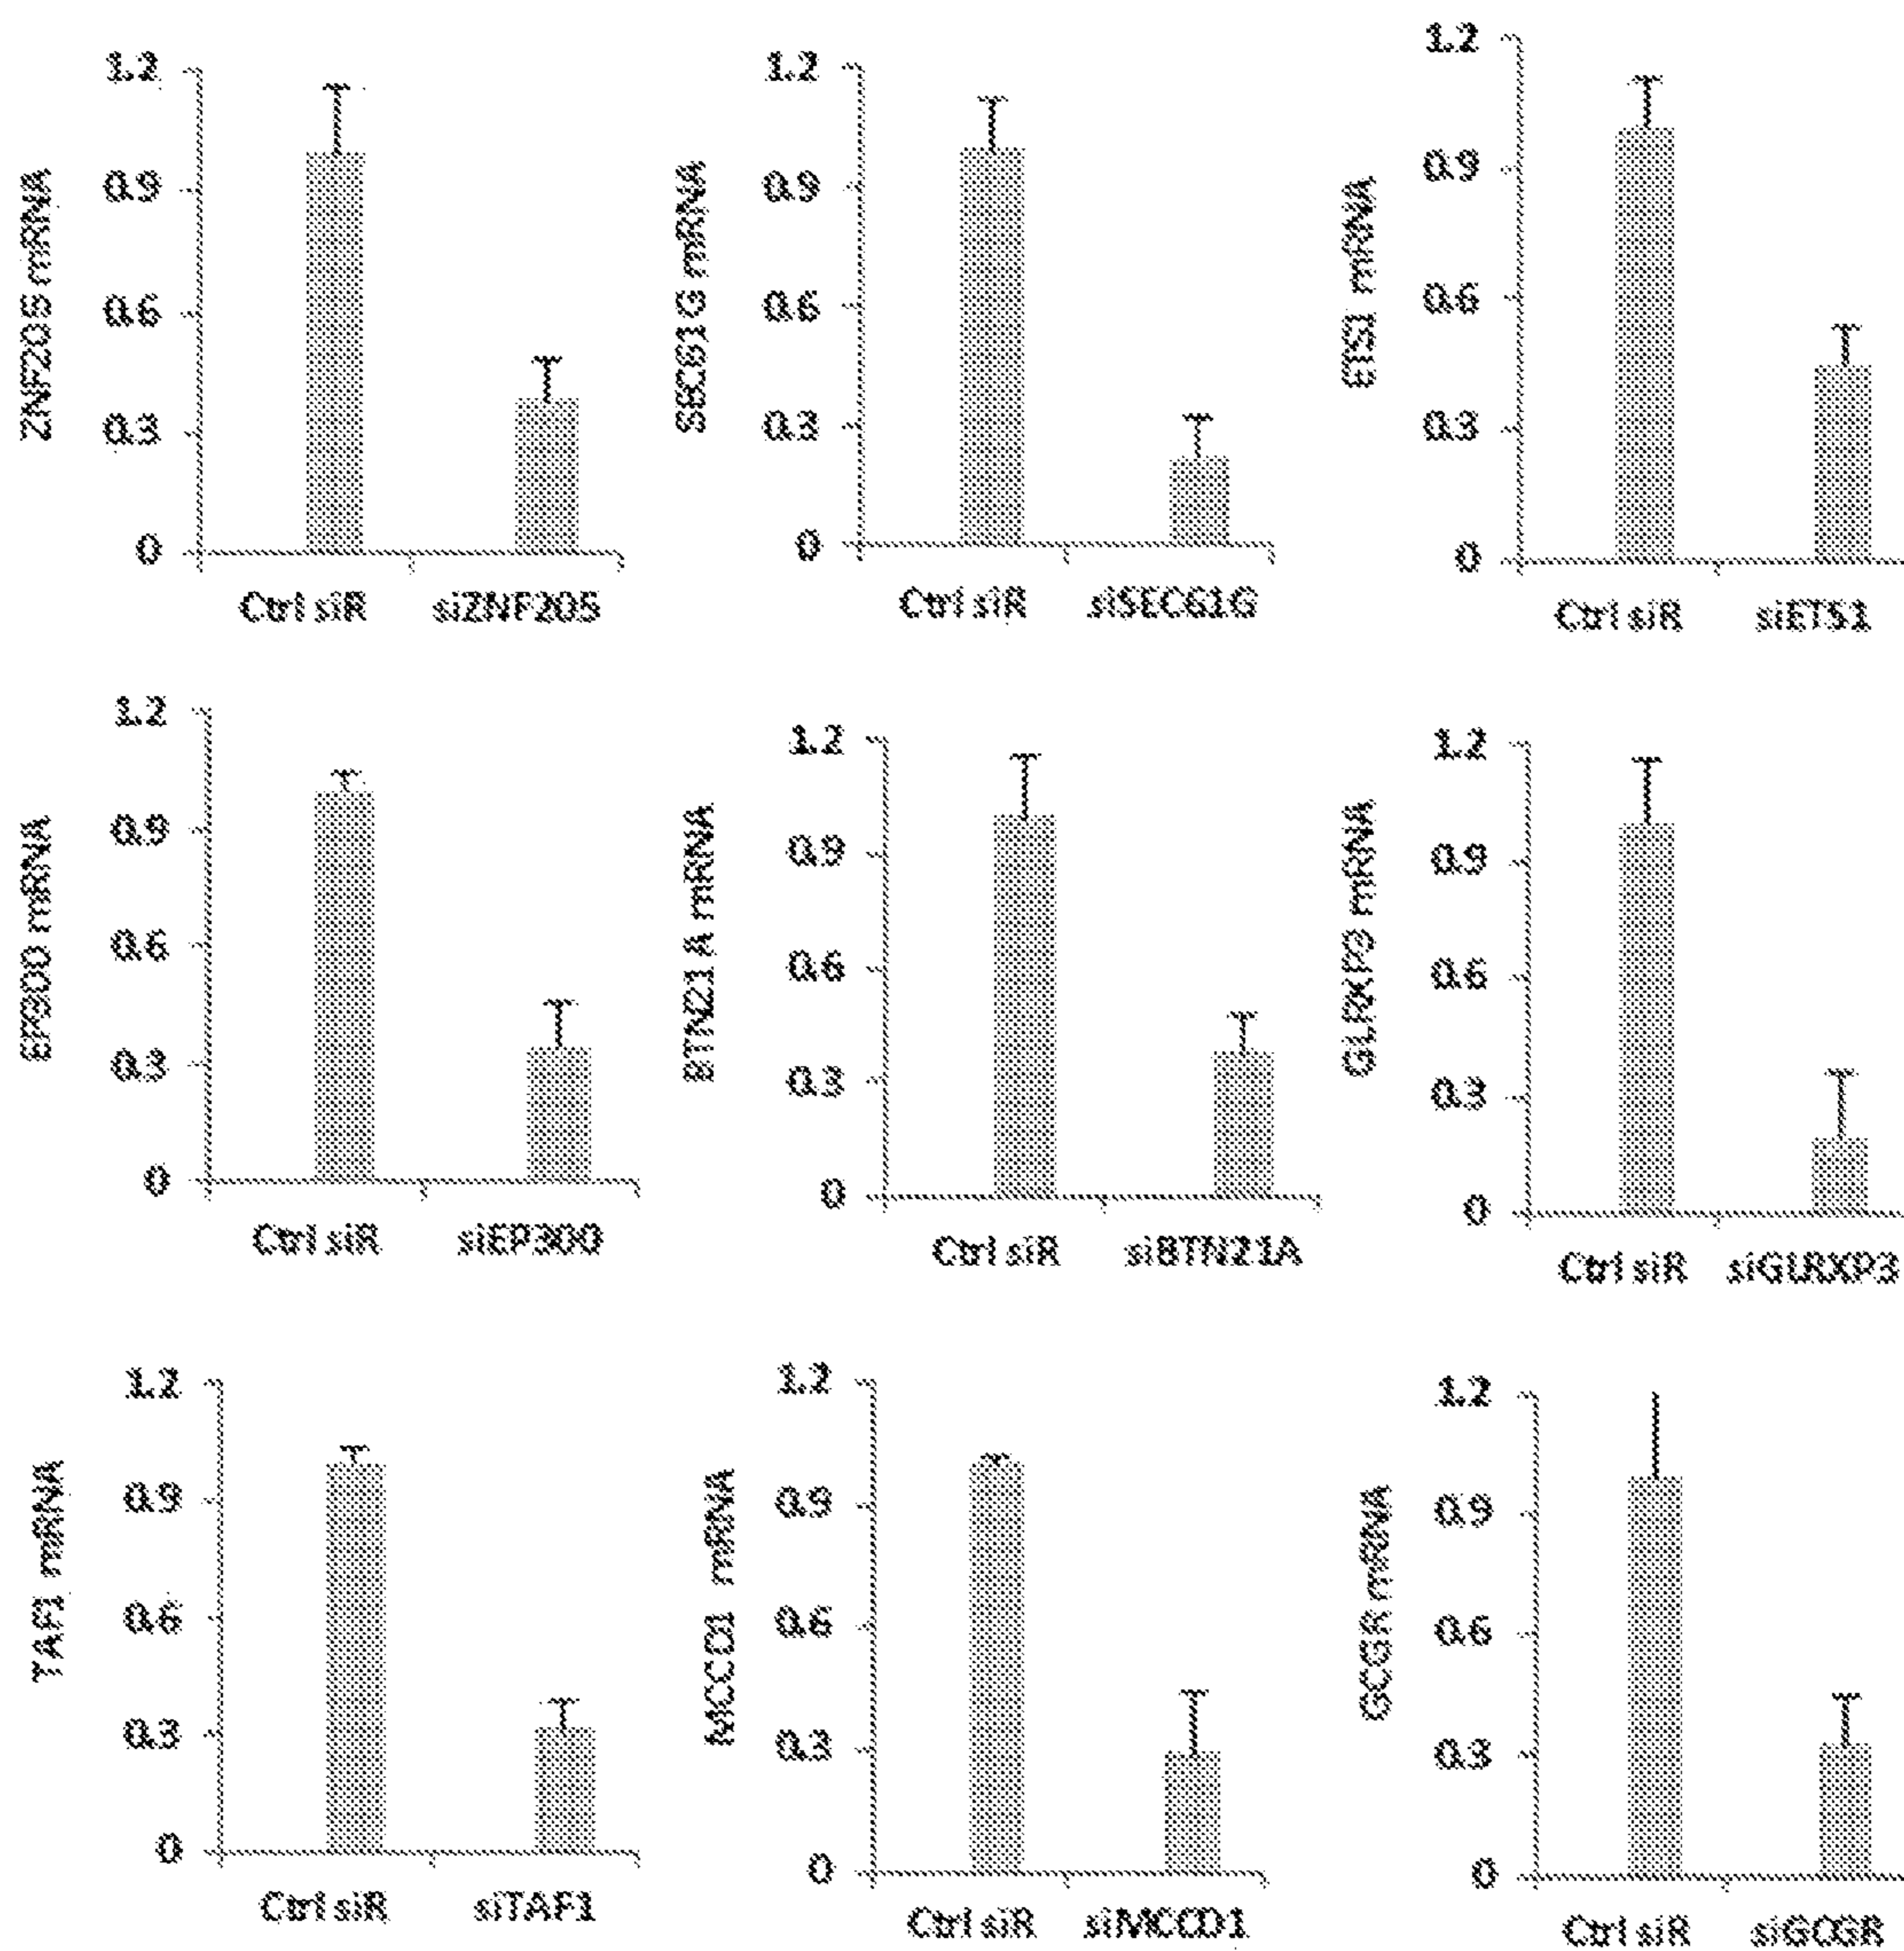 ZNF205 mRNA
1.2
0.9
0.6
0.3
0
Ctrl siR siZNF205
SEC61G mRNA
1.2
0.9
0.6
0.3
0
Ctrl siR siSEC61G
ETS1 mRNA
1.2
0.9
0.6
0.3
0
Ctrl siR siETS1
EP300 mRNA
1.2
0.9
0.6
0.3
0
Ctrl siR siEP300
BTN21A mRNA
1.2
0.9
0.6
0.3
0
Ctrl siR siBTN21A
GLRXP3 mRNA
1.2
0.9
0.6
0.3
0
Ctrl siR siGLRXP3
TAF1 mRNA
1.2
0.9
0.6
0.3
0
Ctrl siR siTAF1
MCCD1 mRNA
1.2
0.9
0.6
0.3
0
Ctrl siR siMCCD1
GCGR mRNA
1.2
0.9
0.6
0.3
0
Ctrl siR siGCGR